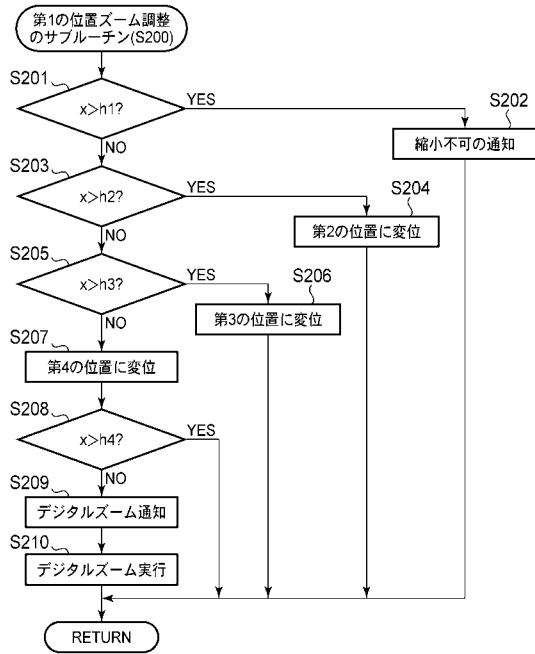 第1の位置ズーム調整
のサブルーチン(S200)
S201
x>h1?
YES
S202
縮小不可の通知
NO
S203
x>h2?
YES
S204
第2の位置に変位
NO
S205
x>h3?
YES
S206
第3の位置に変位
NO
S207
第4の位置に変位
S208
x>h4?
YES
NO
S209
デジタルズーム通知
S210
デジタルズーム実行
RETURN